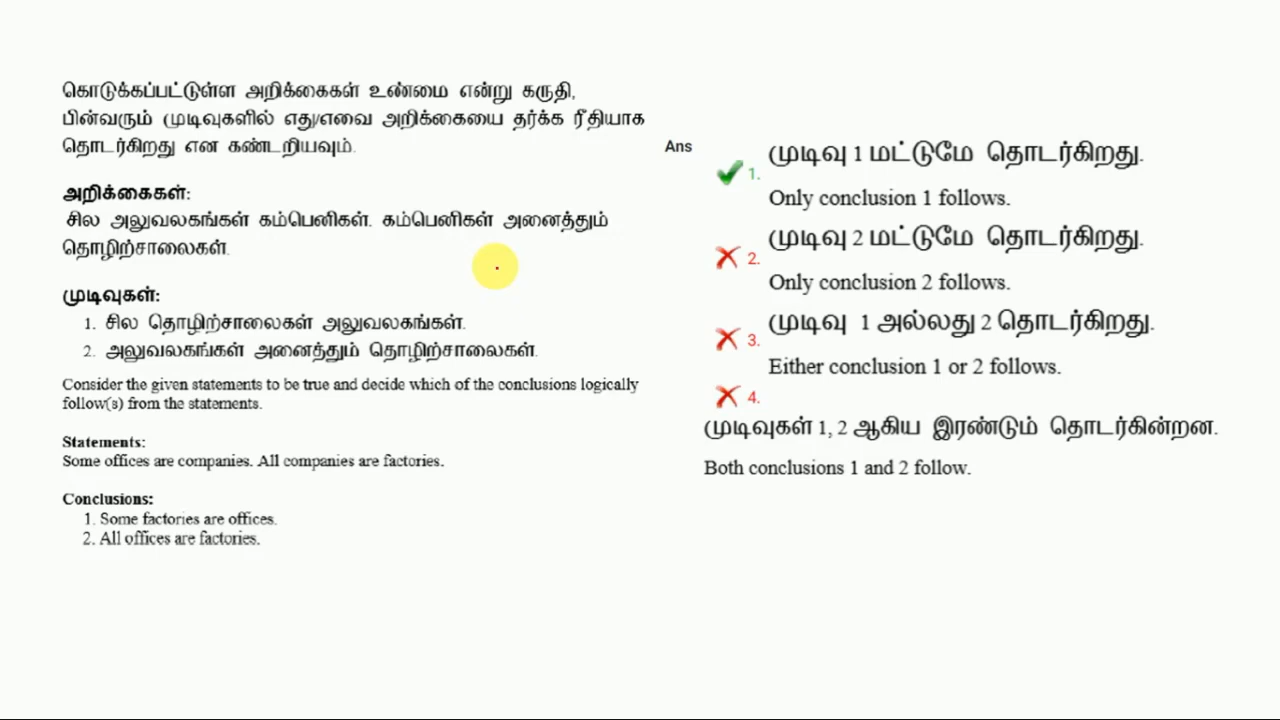 கொடுக்கப்பட்டுள்ள அறிக்கைகள் உண்மை என்று கருதி,
பின்வரும் முடிவுகளில் எது/எவை அறிக்கையை தர்க்க ரீதியாக
தொடர்கிறது என கண்டறியவும்.
அறிக்கைகள்:
சில அலுவலகங்கள் கம்பெனிகள். கம்பெனிகள் அனைத்தும்
தொழிற்சாலைகள்.
முடிவுகள்:
1. சில தொழிற்சாலைகள் அலுவலகங்கள்.
2. அலுவலகங்கள் அனைத்தும் தொழிற்சாலைகள்.
Consider the given statements to be true and decide which of the conclusions logically
follow(s) from the statements.
Statements:
Some offices are companies. All companies are factories.
Conclusions:
1. Some factories are offices.
2. All offices are factories.
Ans
1. முடிவு 1 மட்டுமே தொடர்கிறது.
Only conclusion 1 follows.
2. முடிவு 2 மட்டுமே தொடர்கிறது.
Only conclusion 2 follows.
3. முடிவு 1 அல்லது 2 தொடர்கிறது.
Either conclusion 1 or 2 follows.
4.
முடிவுகள் 1, 2 ஆகிய இரண்டும் தொடர்கின்றன.
Both conclusions 1 and 2 follow.